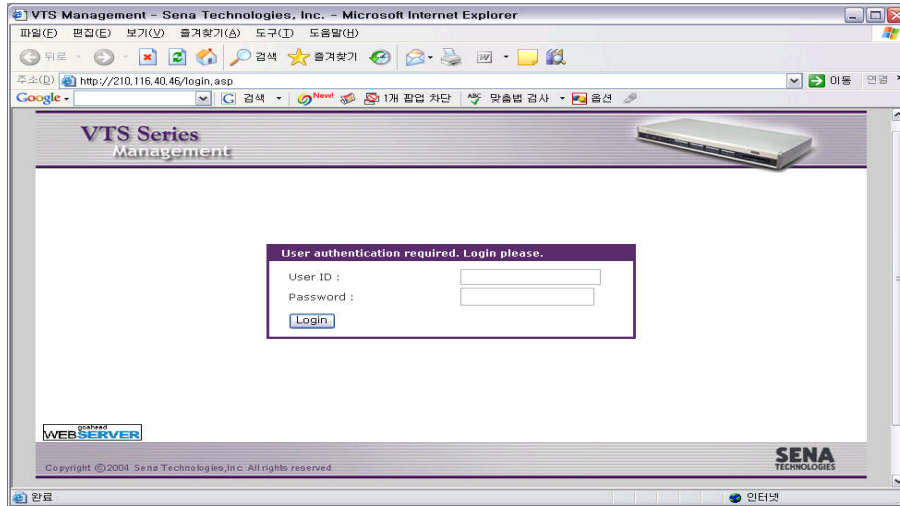 VTS Management - Sena Technologies, Inc. - Microsoft Internet Explorer
파일(F) 편집(E) 보기(V) 즐겨찾기(A) 도구(T) 도움말(H)
뒤로 검색 즐겨찾기
주소(D) http://210.116.40.46/login.asp 이동 연결 »
Google G 검색 New! 1개 팝업 차단 ABC 맞춤법 검사 옵션
VTS Series
Management
User authentication required. Login please.
User ID :
Password :
Login
goahead
WEBSERVER
SENA
TECHNOLOGIES
Copyright ©2004 Sena Technologies,Inc. All rights reserved
완료 인터넷